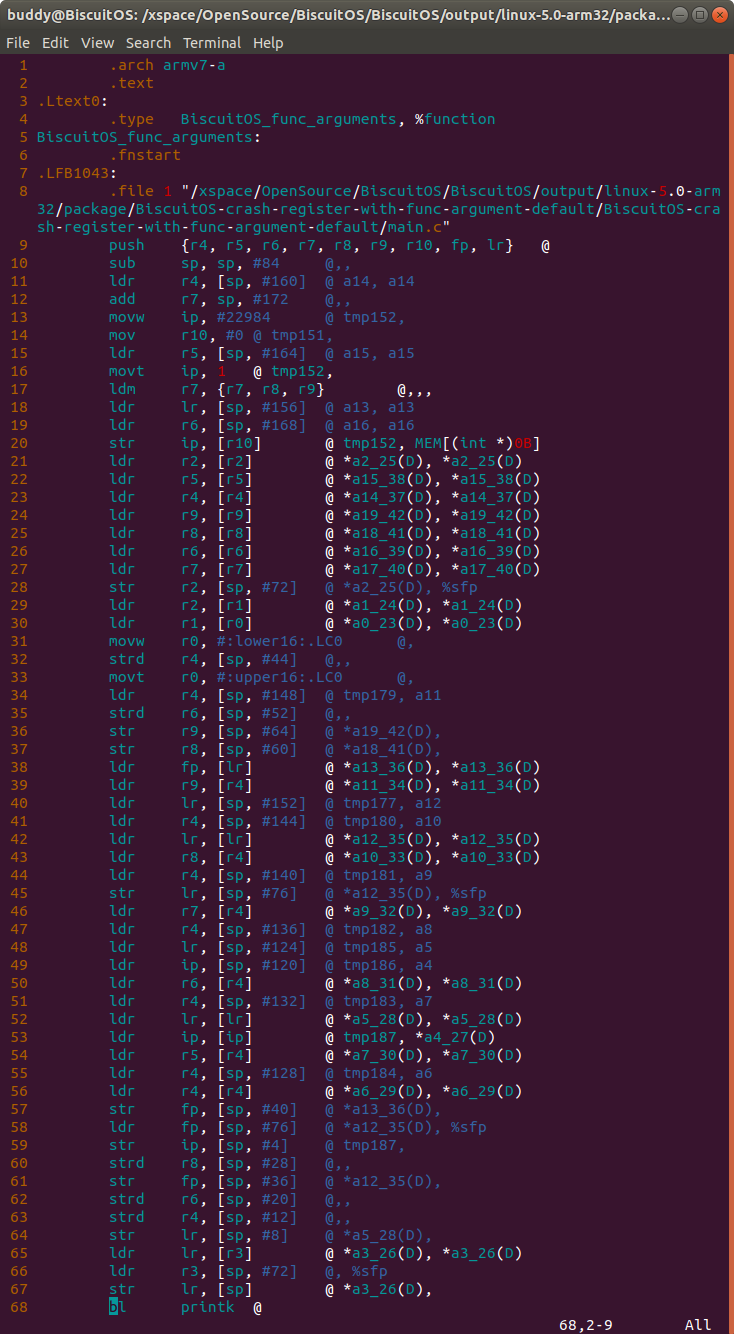 buddy@BiscuitOS: /xspace/OpenSource/BiscuitOS/BiscuitOS/output/linux-5.0-arm32/packa...
File Edit View Search Terminal Help
1 .arch armv7-a
2 .text
3 .Ltext0:
4 .type BiscuitOS_func_arguments, %function
5 BiscuitOS_func_arguments:
6 .fnstart
7 .LFB1043:
8 .file 1 "/xspace/OpenSource/BiscuitOS/BiscuitOS/output/linux-5.0-arm
32/package/BiscuitOS-crash-register-with-func-argument-default/BiscuitOS-cra
sh-register-with-func-argument-default/main.c"
9 push {r4, r5, r6, r7, r8, r9, r10, fp, lr} @
10 sub sp, sp, #84 @,,
11 ldr r4, [sp, #160] @ a14, a14
12 add r7, sp, #172 @,,
13 movw ip, #22984 @ tmp152,
14 mov r10, #0 @ tmp151,
15 ldr r5, [sp, #164] @ a15, a15
16 movt ip, 1 @ tmp152,
17 ldm r7, {r7, r8, r9} @,,,
18 ldr lr, [sp, #156] @ a13, a13
19 ldr r6, [sp, #168] @ a16, a16
20 str ip, [r10] @ tmp152, MEM[(int *)0B]
21 ldr r2, [r2] @ *a2_25(D), *a2_25(D)
22 ldr r5, [r5] @ *a15_38(D), *a15_38(D)
23 ldr r4, [r4] @ *a14_37(D), *a14_37(D)
24 ldr r9, [r9] @ *a19_42(D), *a19_42(D)
25 ldr r8, [r8] @ *a18_41(D), *a18_41(D)
26 ldr r6, [r6] @ *a16_39(D), *a16_39(D)
27 ldr r7, [r7] @ *a17_40(D), *a17_40(D)
28 str r2, [sp, #72] @ *a2_25(D), %sfp
29 ldr r2, [r1] @ *a1_24(D), *a1_24(D)
30 ldr r1, [r0] @ *a0_23(D), *a0_23(D)
31 movw r0, #:lower16:.LC0 @,
32 strd r4, [sp, #44] @,,
33 movt r0, #:upper16:.LC0 @,
34 ldr r4, [sp, #148] @ tmp179, a11
35 strd r6, [sp, #52] @,,
36 str r9, [sp, #64] @ *a19_42(D),
37 str r8, [sp, #60] @ *a18_41(D),
38 ldr fp, [lr] @ *a13_36(D), *a13_36(D)
39 ldr r9, [r4] @ *a11_34(D), *a11_34(D)
40 ldr lr, [sp, #152] @ tmp177, a12
41 ldr r4, [sp, #144] @ tmp180, a10
42 ldr lr, [lr] @ *a12_35(D), *a12_35(D)
43 ldr r8, [r4] @ *a10_33(D), *a10_33(D)
44 ldr r4, [sp, #140] @ tmp181, a9
45 str lr, [sp, #76] @ *a12_35(D), %sfp
46 ldr r7, [r4] @ *a9_32(D), *a9_32(D)
47 ldr r4, [sp, #136] @ tmp182, a8
48 ldr lr, [sp, #124] @ tmp185, a5
49 ldr ip, [sp, #120] @ tmp186, a4
50 ldr r6, [r4] @ *a8_31(D), *a8_31(D)
51 ldr r4, [sp, #132] @ tmp183, a7
52 ldr lr, [lr] @ *a5_28(D), *a5_28(D)
53 ldr ip, [ip] @ tmp187, *a4_27(D)
54 ldr r5, [r4] @ *a7_30(D), *a7_30(D)
55 ldr r4, [sp, #128] @ tmp184, a6
56 ldr r4, [r4] @ *a6_29(D), *a6_29(D)
57 str fp, [sp, #40] @ *a13_36(D),
58 ldr fp, [sp, #76] @ *a12_35(D), %sfp
59 str ip, [sp, #4] @ tmp187,
60 strd r8, [sp, #28] @,,
61 str fp, [sp, #36] @ *a12_35(D),
62 strd r6, [sp, #20] @,,
63 strd r4, [sp, #12] @,,
64 str lr, [sp, #8] @ *a5_28(D),
65 ldr lr, [r3] @ *a3_26(D), *a3_26(D)
66 ldr r3, [sp, #72] @, %sfp
67 str lr, [sp] @ *a3_26(D),
68 bl printk @
68,2-9 All